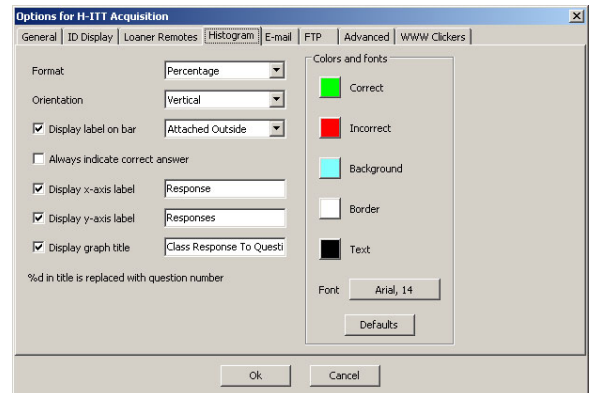 Options for H-ITT Acquisition
General ID Display Loaner Remotes Histogram E-mail FTP Advanced WWW Clickers
Format Percentage
Orientation Vertical
Display label on bar Attached Outside
Always indicate correct answer
Display x-axis label Response
Display y-axis label Responses
Display graph title Class Response To Questi
%d in title is replaced with question number
Colors and fonts
Correct
Incorrect
Background
Border
Text
Font Arial, 14
Defaults
Ok Cancel